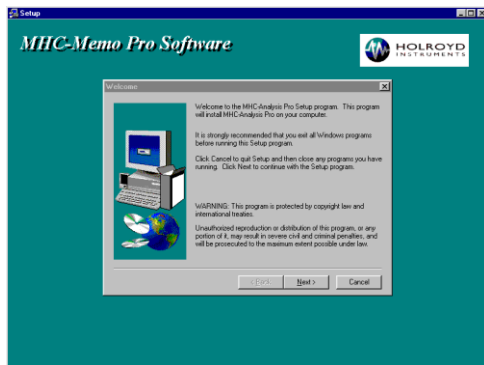 Setup
MHC-Memo Pro Software
HOLROYD
INSTRUMENTS
Welcome
Welcome to the MHC-Analysis Pro Setup program. This program
will install MHC-Analysis Pro on your computer.
It is strongly recommended that you exit all Windows programs
before running this Setup program.
Click Cancel to quit Setup and then close any programs you have
running. Click Next to continue with the Setup program.
WARNING: This program is protected by copyright law and
international treaties.
Unauthorized reproduction or distribution of this program, or any
portion of it, may result in severe civil and criminal penalties, and
will be prosecuted to the maximum extent possible under law.
< Back
Next >
Cancel